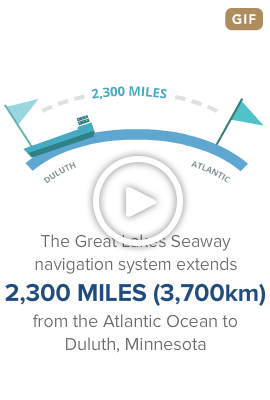 GIF
2,300 MILES
DULUTH
ATLANTIC
The Great Lakes Seaway
navigation system extends
2,300 MILES (3,700km)
from the Atlantic Ocean to
Duluth, Minnesota